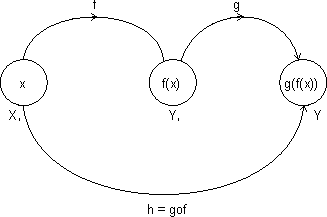 f
g
x
f(x)
g(f(x))
X,
Y,
Y
h = gof